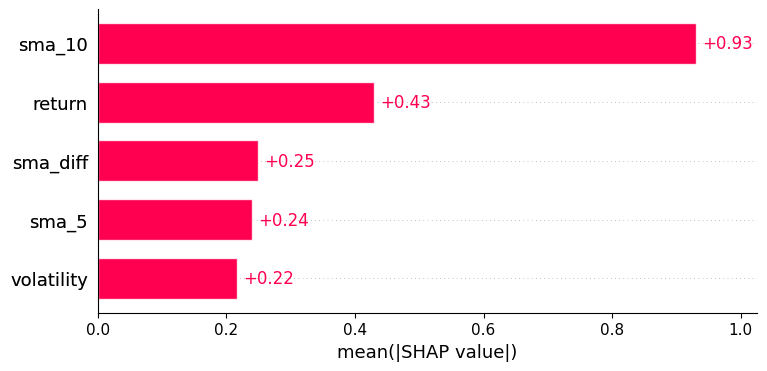 sma_10 +0.93
return +0.43
sma_diff +0.25
sma_5 +0.24
volatility +0.22
0.0 0.2 0.4 0.6 0.8 1.0
mean(|SHAP value|)